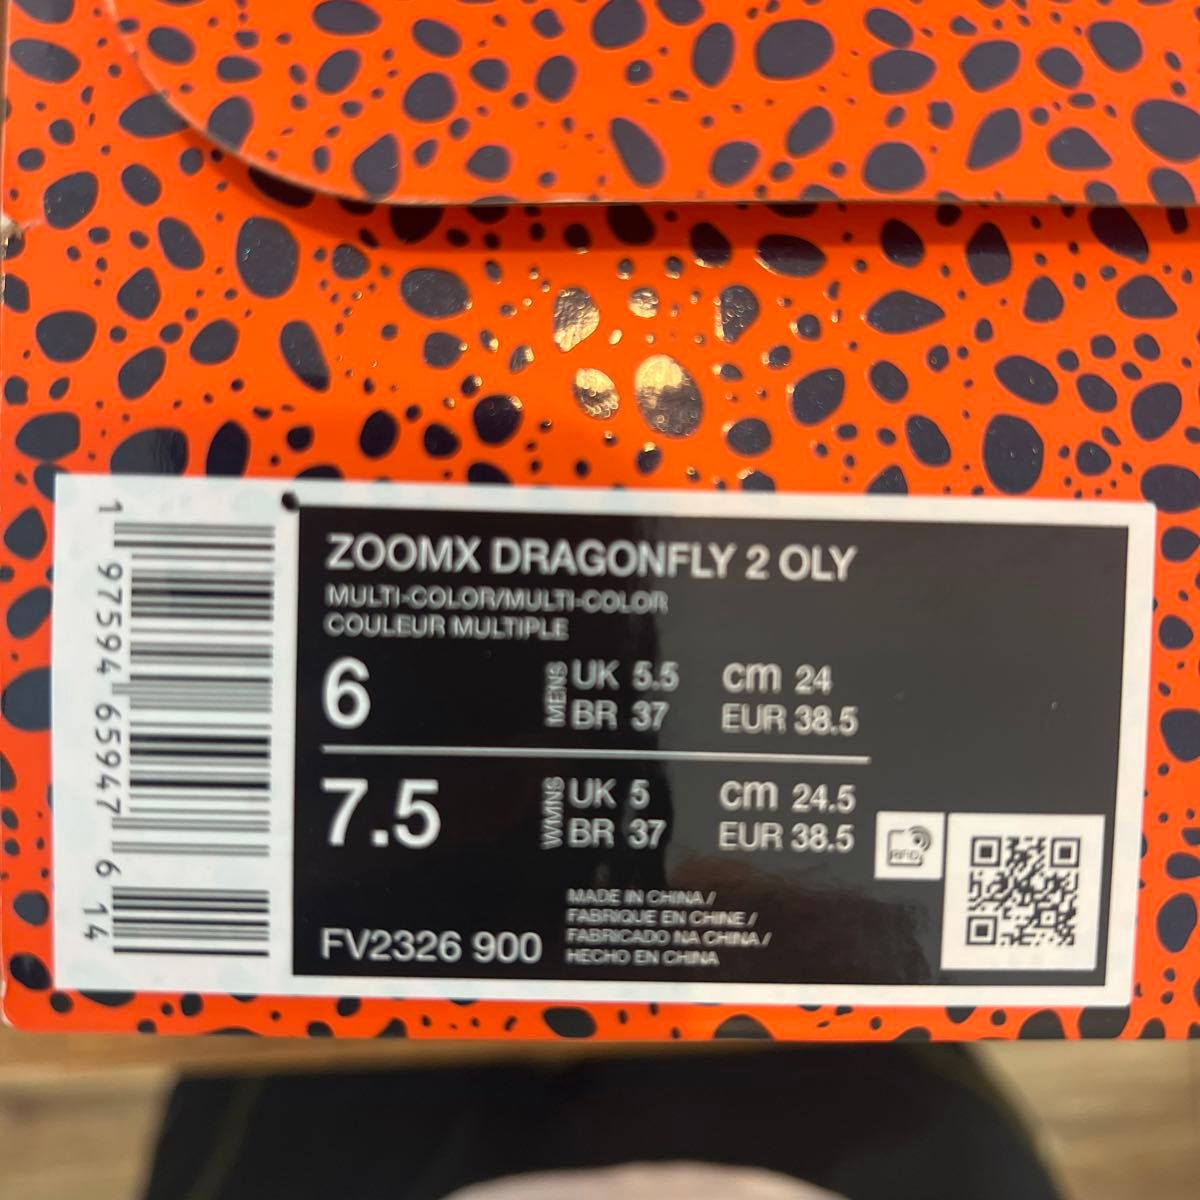 ZOOMX DRAGONFLY 2 OLY
MULTI-COLOR/MULTI-COLOR
COULEUR MULTIPLE
6 MENS UK 5.5 cm 24
BR 37 EUR 38.5
7.5 WMNS UK 5 cm 24.5
BR 37 EUR 38.5
MADE IN CHINA /
FABRIQUE EN CHINE /
FABRICADO NA CHINA /
HECHO EN CHINA
FV2326 900
RFID
1 97594 65947 6 14